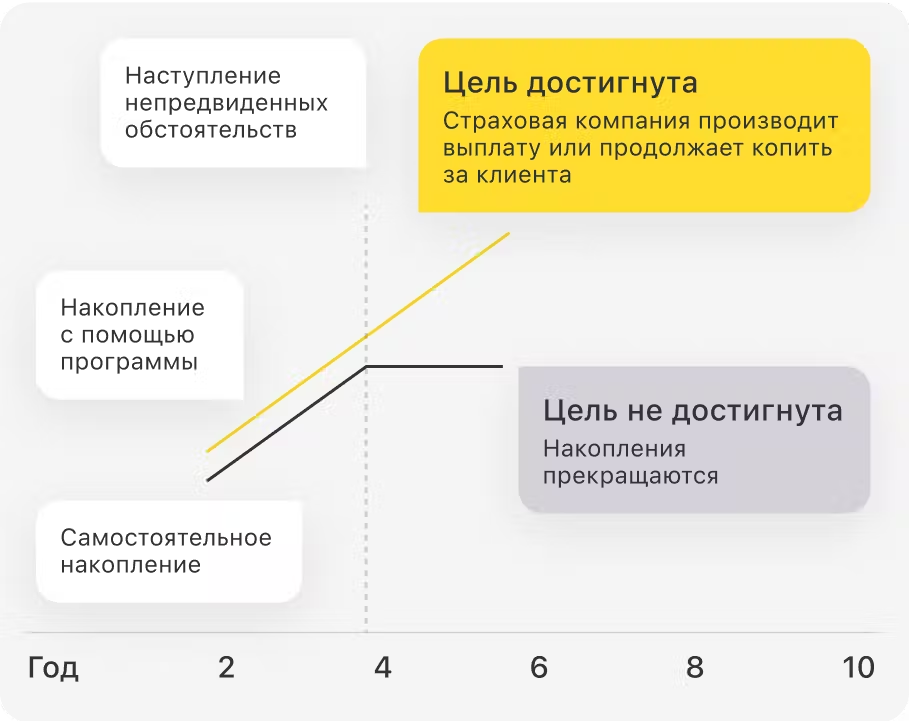 Наступление
непредвиденных
обстоятельств
Цель достигнута
Страховая компания производит
выплату или продолжает копить
за клиента
Накопление
с помощью
программы
Цель не достигнута
Накопления
прекращаются
Самостоятельное
накопление
Год 2 4 6 8 10